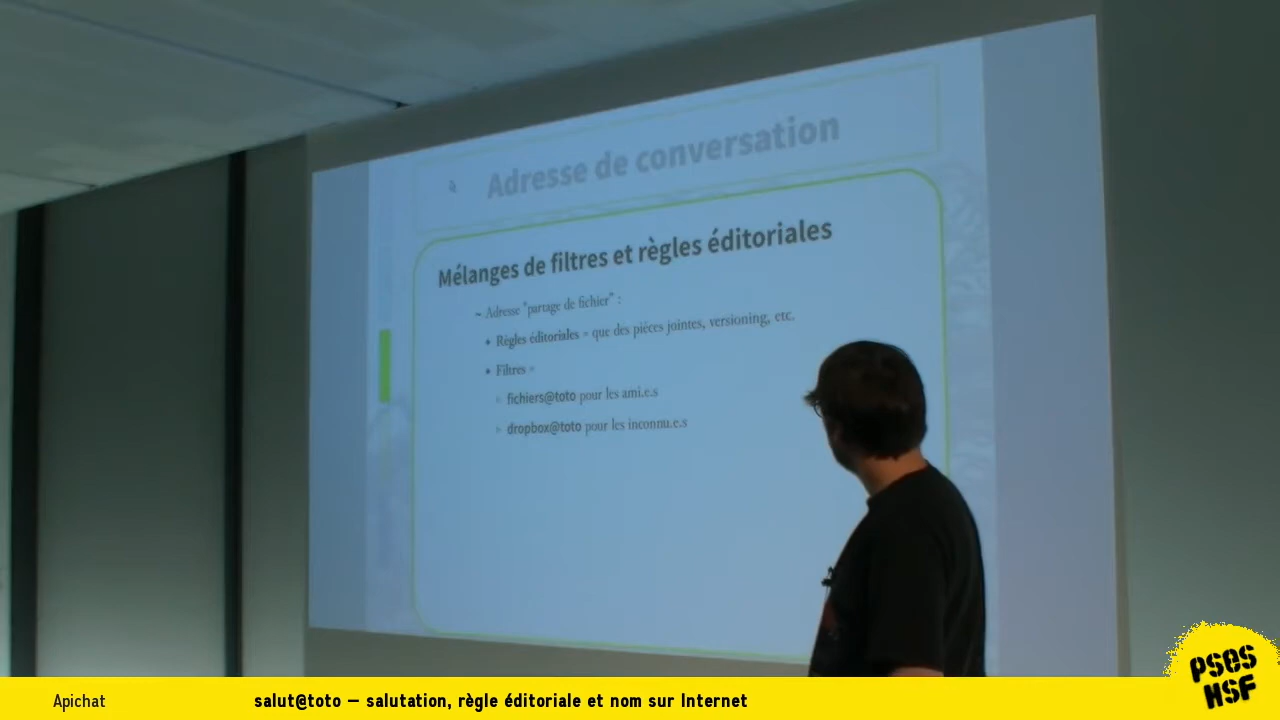 Adresse de conversation
Mélanges de filtres et règles éditoriales
~ Adresse "partage de fichier" :
• Règles éditoriales = que des pièces jointes, versioning, etc.
• Filtres =
▹ fichiers@toto pour les ami.e.s
▹ dropbox@toto pour les inconnu.e.s
Apichat
salut@toto — salutation, règle éditoriale et nom sur Internet
PSES
HSF